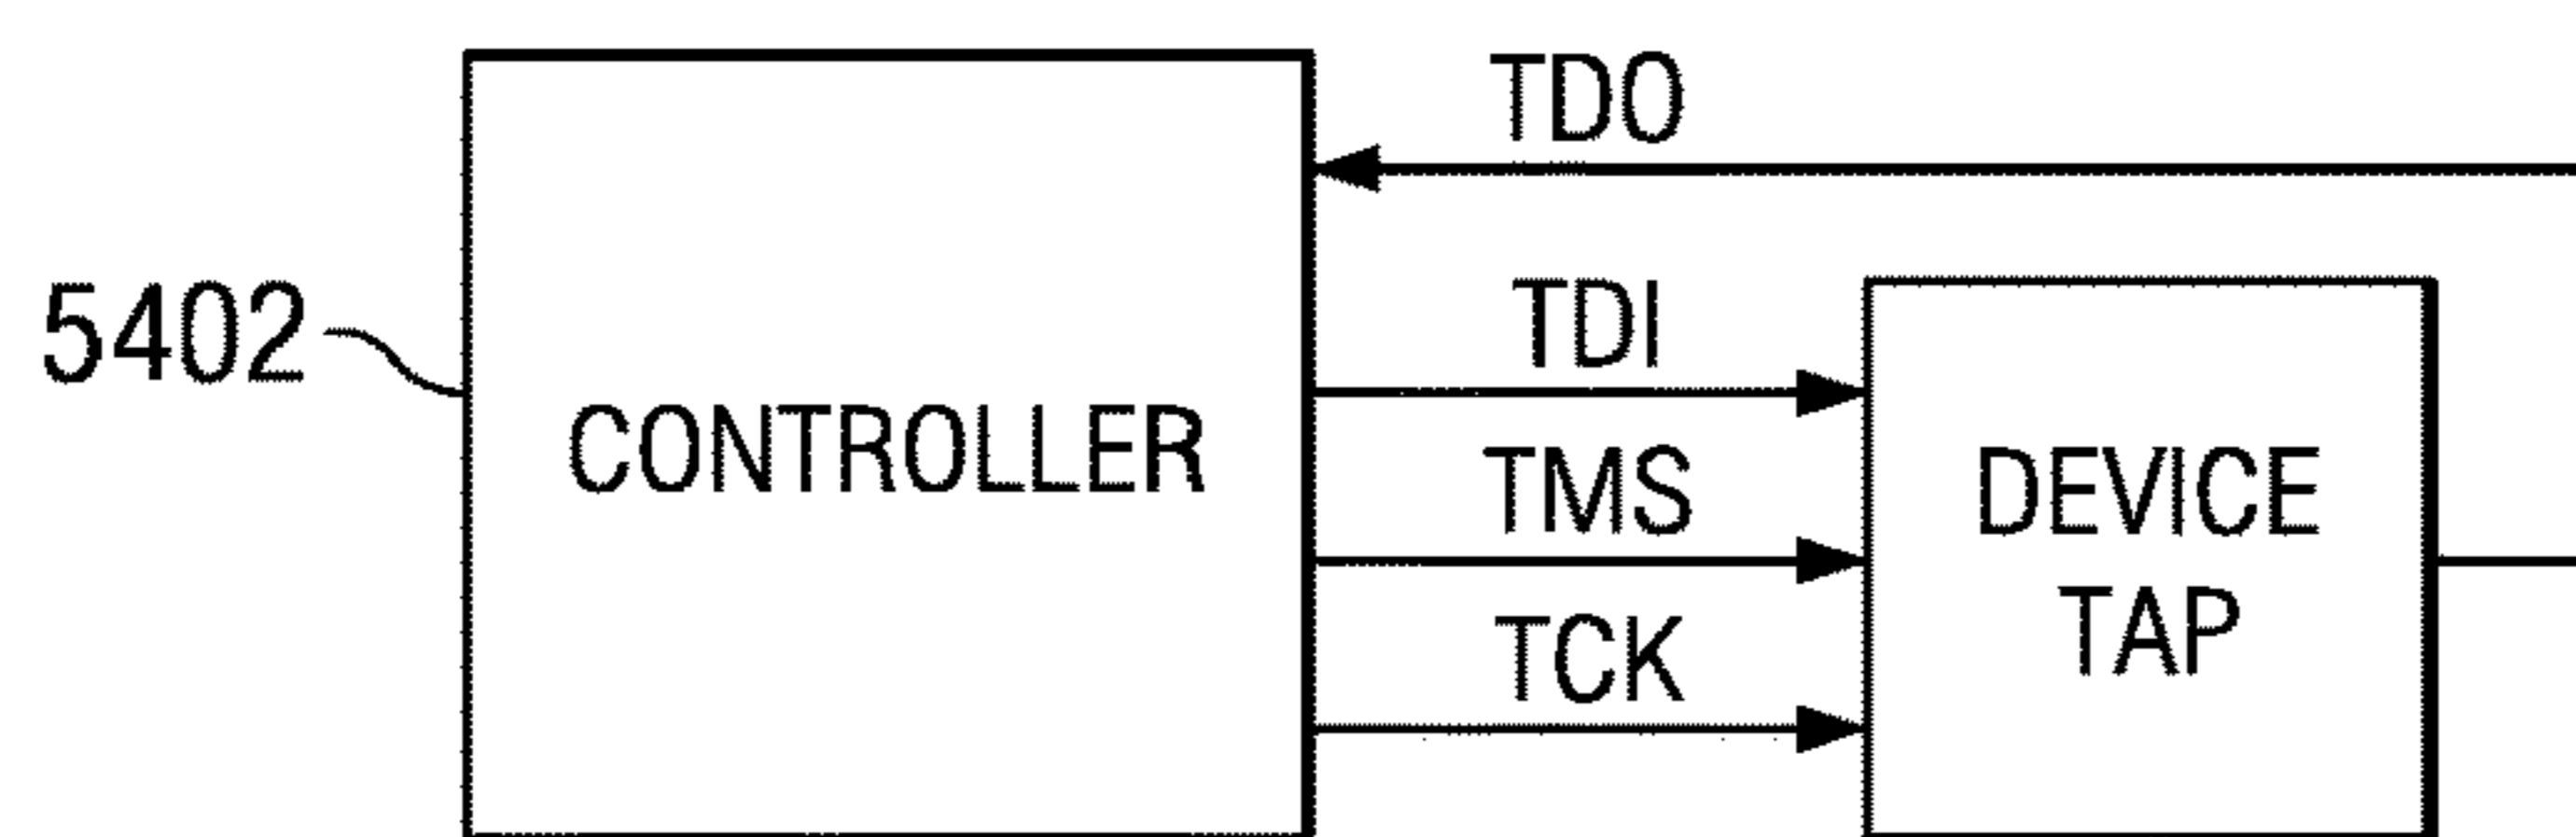 TDO
5402
CONTROLLER
TDI
TMS
TCK
DEVICE
TAP